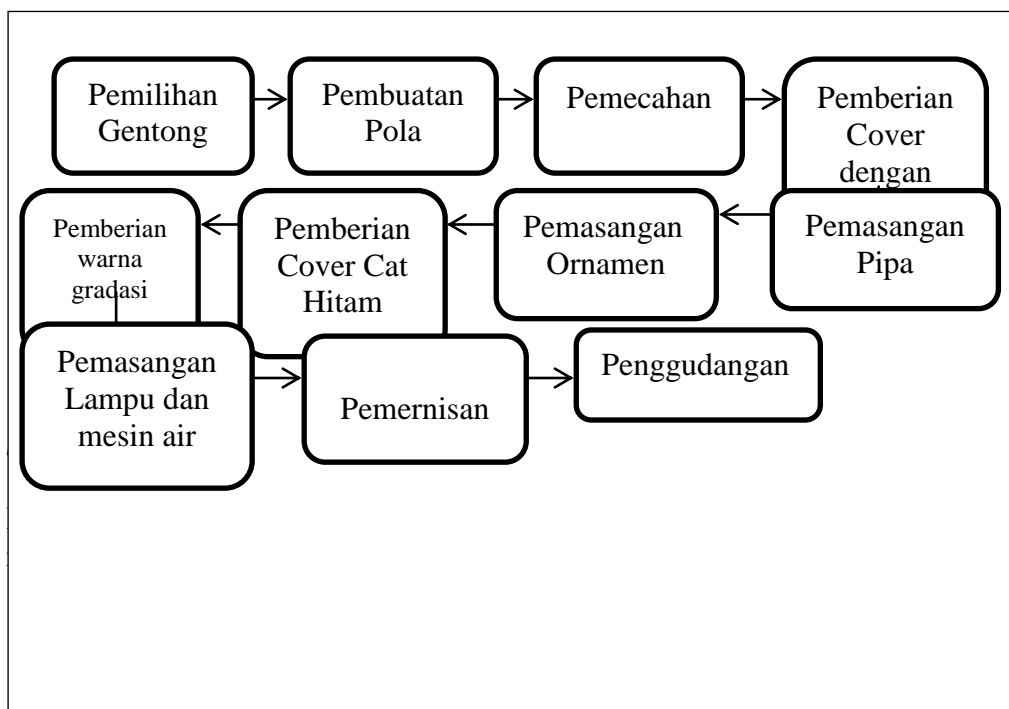 Pemilihan
Gentong
Pembuatan
Pola
Pemecahan
Pemberian
Cover
dengan
Pemasangan
Pipa
Pemasangan
Ornamen
Pemberian
Cover Cat
Hitam
Pemberian
warna
gradasi
Pemasangan
Lampu dan
mesin air
Pemernisan
Penggudangan